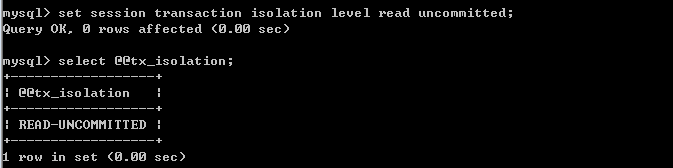 mysql> set session transaction isolation level read uncommitted;
Query OK, 0 rows affected (0.00 sec)
mysql> select @@tx_isolation;
+------------------+
| @@tx_isolation   |
+------------------+
| READ-UNCOMMITTED |
+------------------+
1 row in set (0.00 sec)